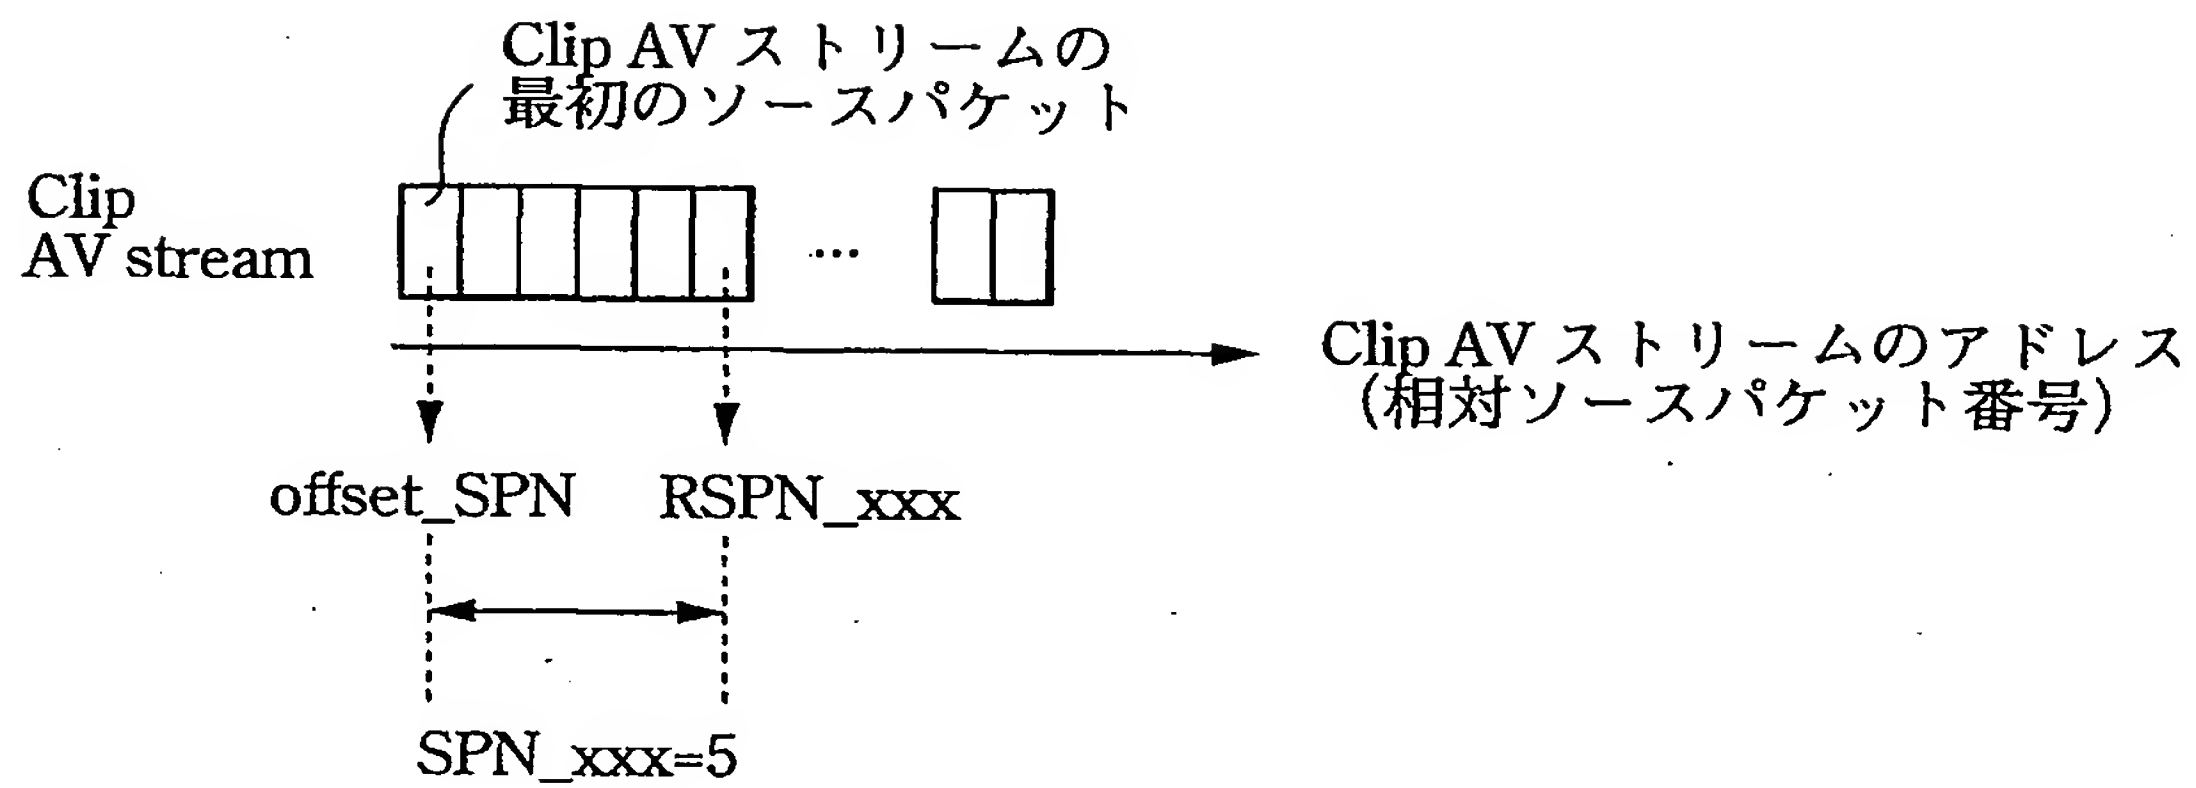 Clip AV ストリームの
最初のソースパケット
Clip
AV stream
...
Clip AV ストリームのアドレス
(相対ソースパケット番号)
offset_SPN
RSPN_xxx
SPN_xxx=5